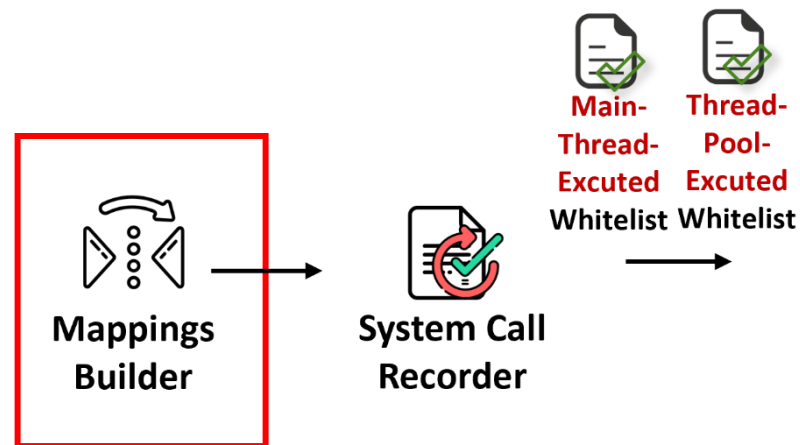 Main-
Thread-
Excuted
Whitelist
Thread-
Pool-
Excuted
Whitelist
Mappings
Builder
System Call
Recorder